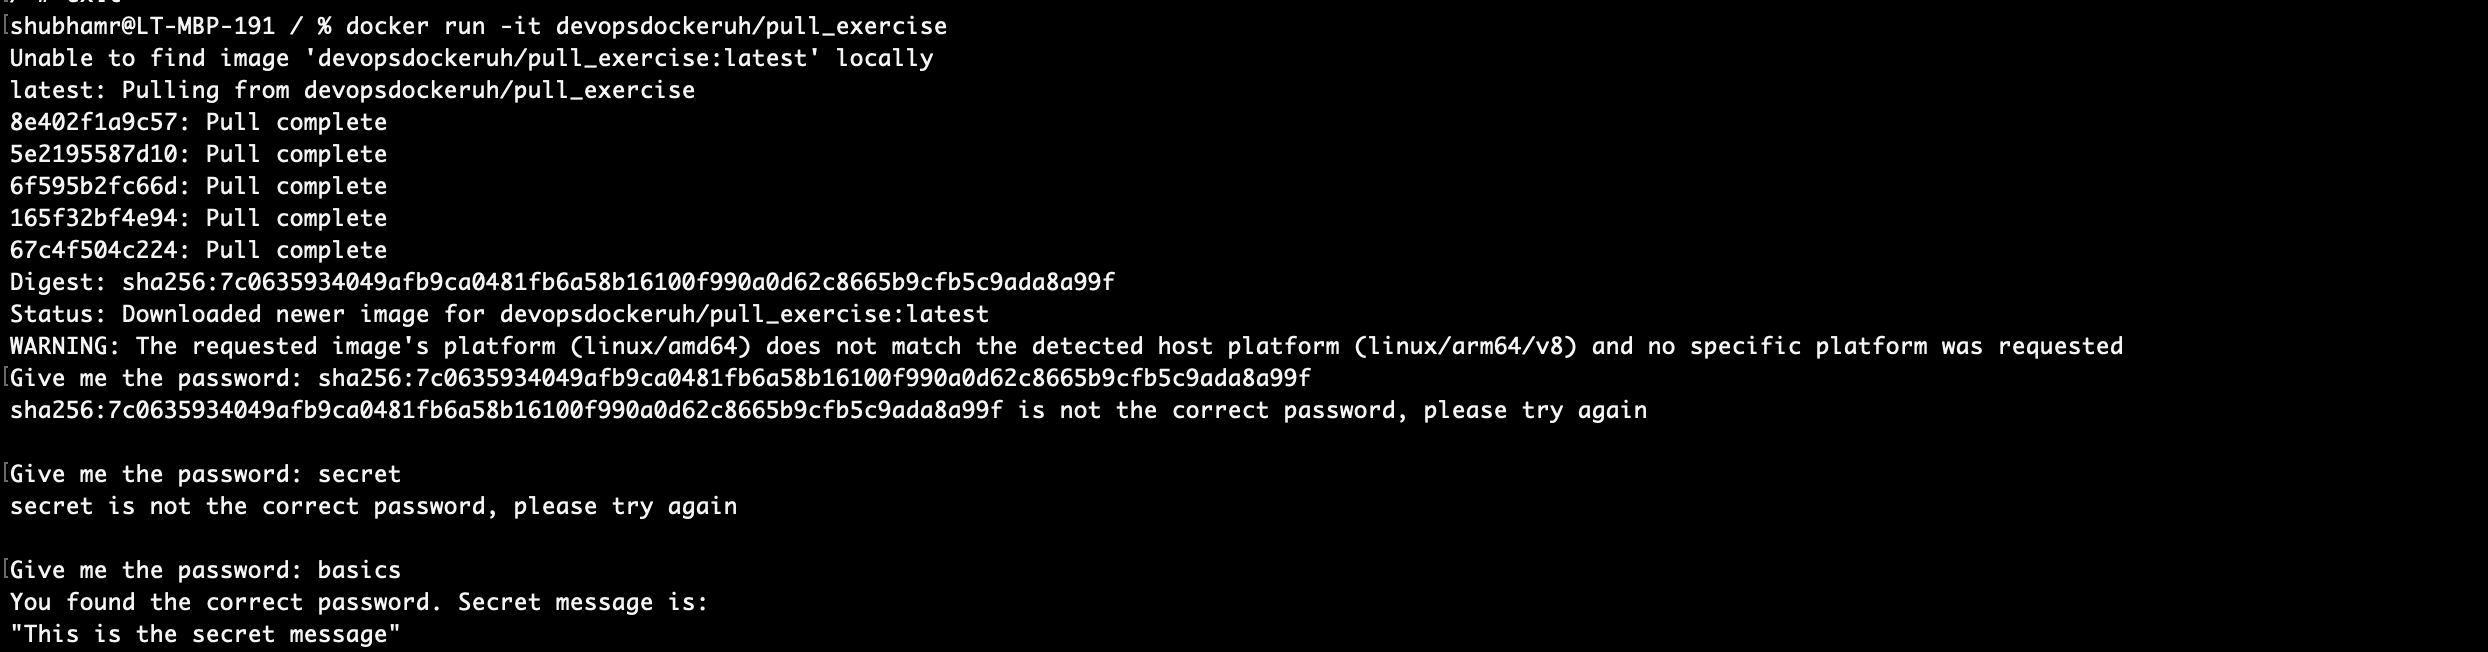 shubhamr@LT-MBP-191 / % docker run -it devopsdockeruh/pull_exercise
Unable to find image 'devopsdockeruh/pull_exercise:latest' locally
latest: Pulling from devopsdockeruh/pull_exercise
8e402f1a9c57: Pull complete
5e2195587d10: Pull complete
6f595b2fc66d: Pull complete
165f32bf4e94: Pull complete
67c4f504c224: Pull complete
Digest: sha256:7c0635934049afb9ca0481fb6a58b16100f990a0d62c8665b9cfb5c9ada8a99f
Status: Downloaded newer image for devopsdockeruh/pull_exercise:latest
WARNING: The requested image's platform (linux/amd64) does not match the detected host platform (linux/arm64/v8) and no specific platform was requested
Give me the password: sha256:7c0635934049afb9ca0481fb6a58b16100f990a0d62c8665b9cfb5c9ada8a99f
sha256:7c0635934049afb9ca0481fb6a58b16100f990a0d62c8665b9cfb5c9ada8a99f is not the correct password, please try again
Give me the password: secret
secret is not the correct password, please try again
Give me the password: basics
You found the correct password. Secret message is:
"This is the secret message"